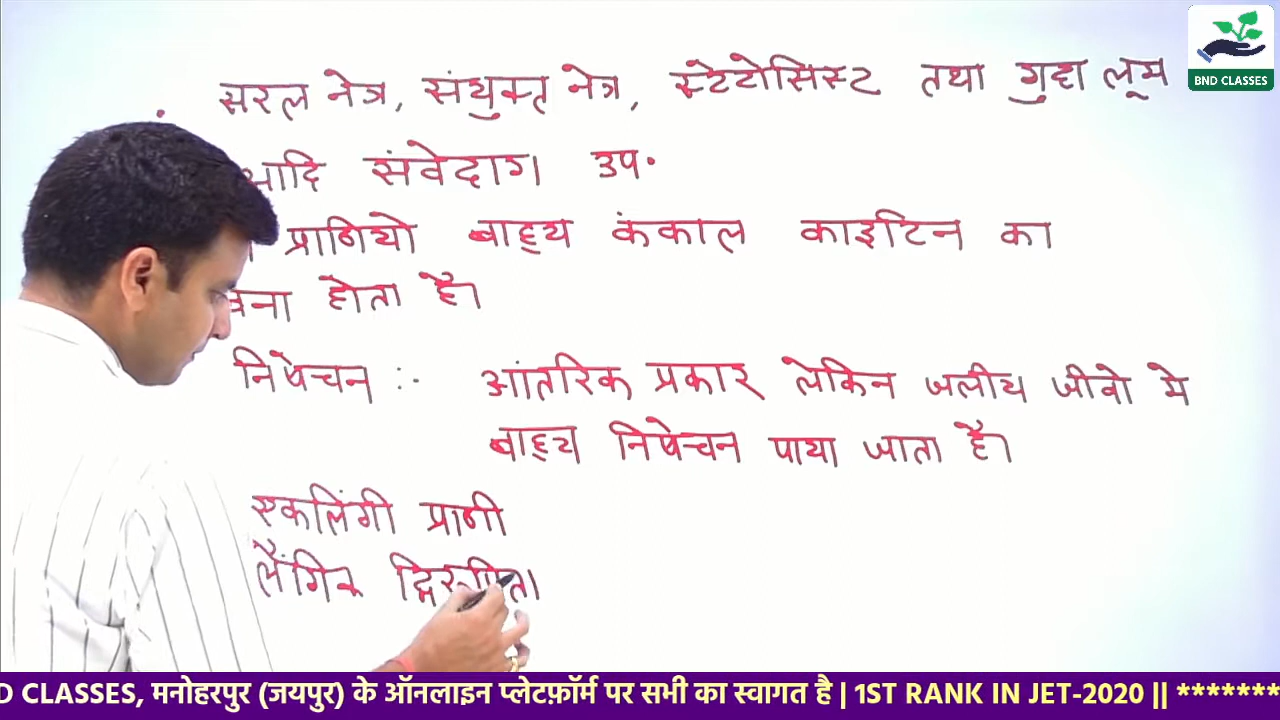 सरल नेत्र, संयुक्त नेत्र, स्टेटोसिस्ट तथा गुदा लूम
BND CLASSES
आदि संवेदाग उप.
प्राणियो बाह्य कंकाल काइटिन का
बना होता है।
निषेचन :- आंतरिक प्रकार लेकिन जलीय जीवो मे
बाह्य निषेचन पाया जाता है।
एकलिंगी प्राणी
लैंगिक
D CLASSES, मनोहरपुर (जयपुर) के ऑनलाइन प्लेटफ़ॉर्म पर सभी का स्वागत है | 1ST RANK IN JET-2020 || *******